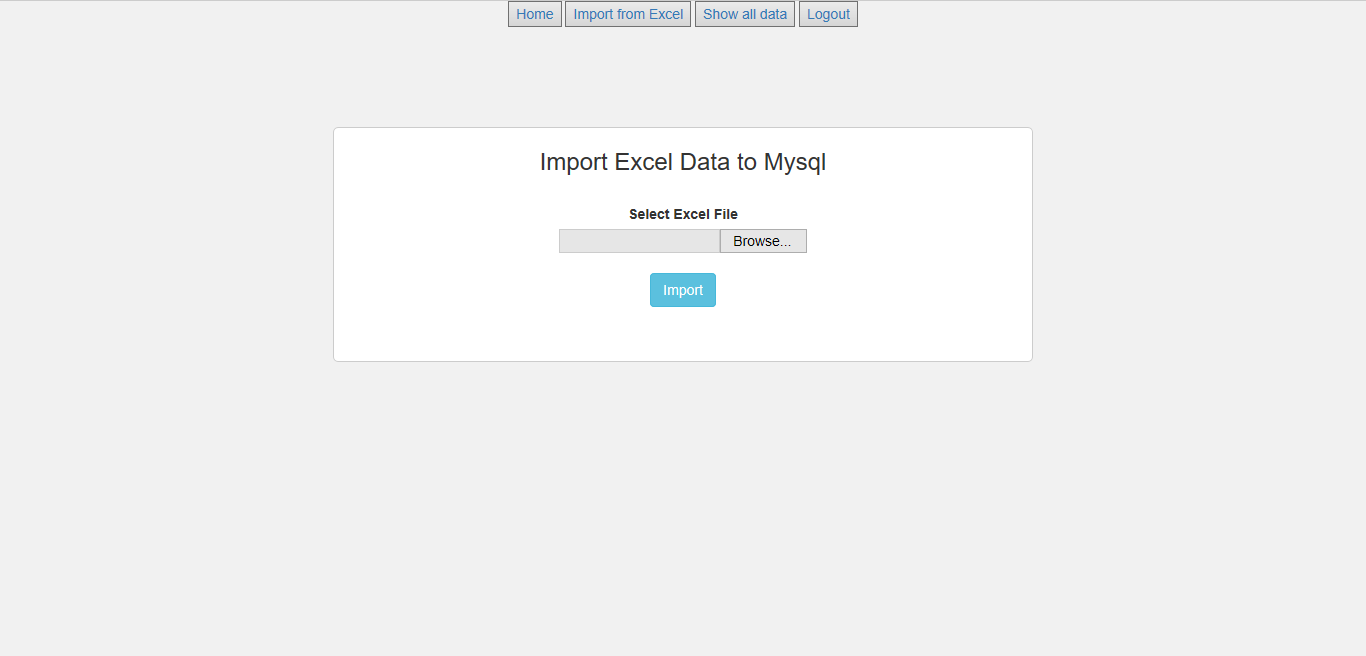 Home Import from Excel Show all data Logout
Import Excel Data to Mysql
Select Excel File
Browse...
Import